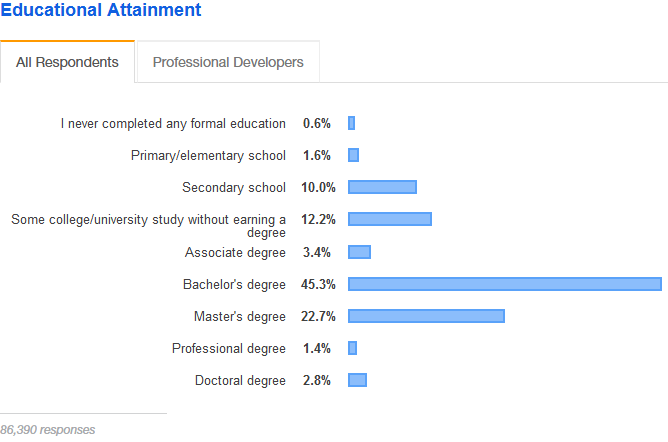 Educational Attainment
All Respondents Professional Developers
I never completed any formal education 0.6%
Primary/elementary school 1.6%
Secondary school 10.0%
Some college/university study without earning a 12.2%
degree
Associate degree 3.4%
Bachelor's degree 45.3%
Master's degree 22.7%
Professional degree 1.4%
Doctoral degree 2.8%
86,390 responses